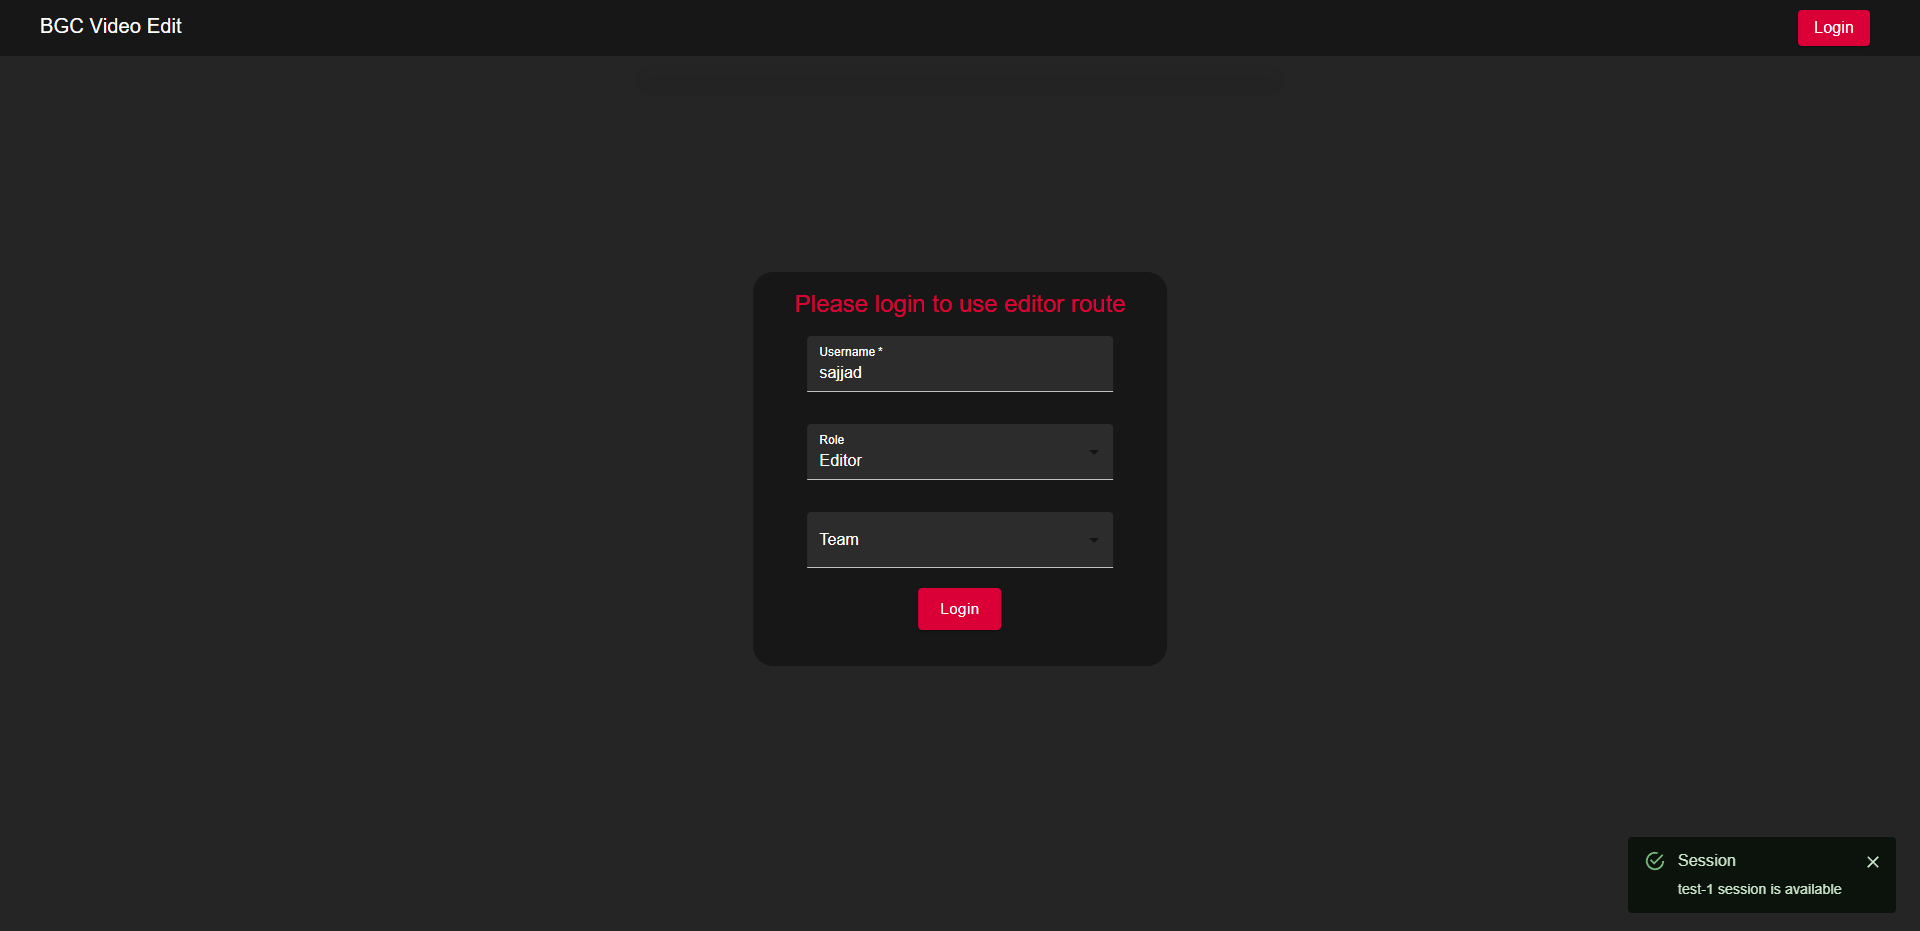 BGC Video Edit
Login
Please login to use editor route
Username *
sajjad
Role
Editor
Team
Login
Session
test-1 session is available